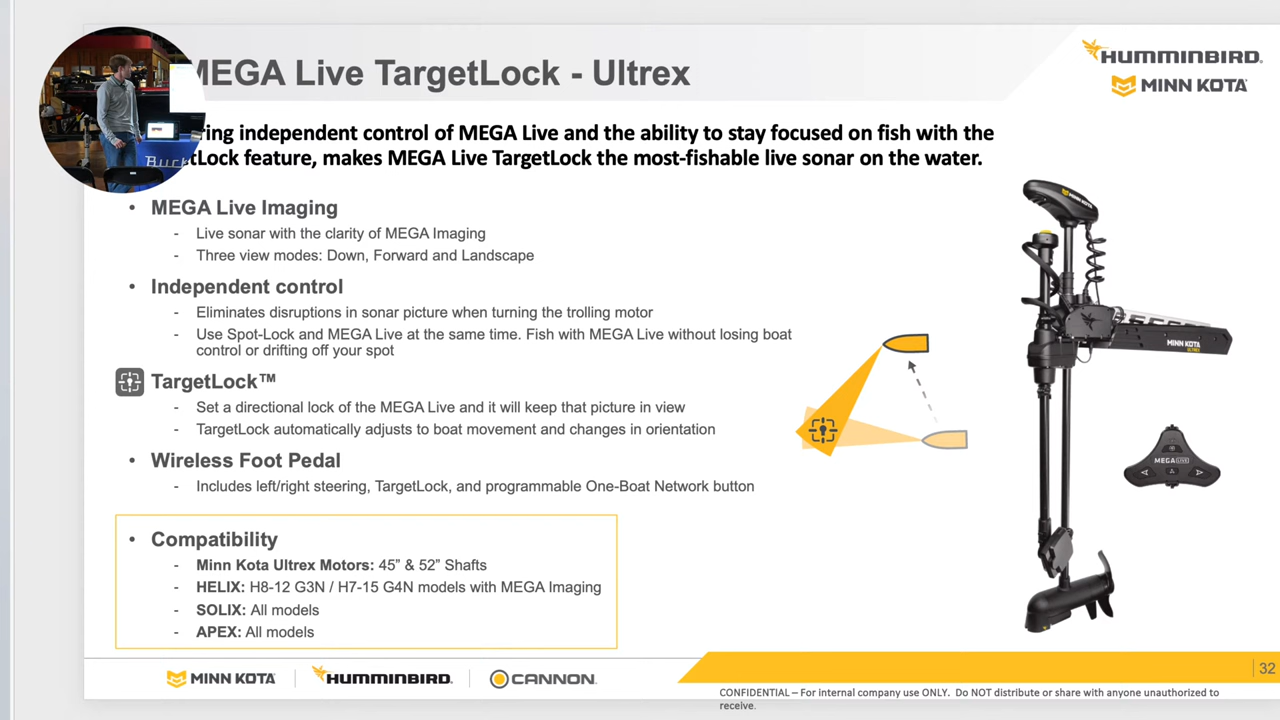 MEGA Live TargetLock - Ultrex
HUMMINBIRD.
MINN KOTA
ring independent control of MEGA Live and the ability to stay focused on fish with the
tLock feature, makes MEGA Live TargetLock the most-fishable live sonar on the water.
• MEGA Live Imaging
- Live sonar with the clarity of MEGA Imaging
- Three view modes: Down, Forward and Landscape
• Independent control
- Eliminates disruptions in sonar picture when turning the trolling motor
- Use Spot-Lock and MEGA Live at the same time. Fish with MEGA Live without losing boat
control or drifting off your spot
TargetLock™
- Set a directional lock of the MEGA Live and it will keep that picture in view
- TargetLock automatically adjusts to boat movement and changes in orientation
• Wireless Foot Pedal
- Includes left/right steering, TargetLock, and programmable One-Boat Network button
• Compatibility
- Minn Kota Ultrex Motors: 45” & 52” Shafts
- HELIX: H8-12 G3N / H7-15 G4N models with MEGA Imaging
- SOLIX: All models
- APEX: All models
MINN KOTA
MINN KOTA
ULTREX
MEGA LIVE
MINN KOTA
HUMMINBIRD.
CANNON
32
CONFIDENTIAL – For internal company use ONLY. Do NOT distribute or share with anyone unauthorized to
receive.